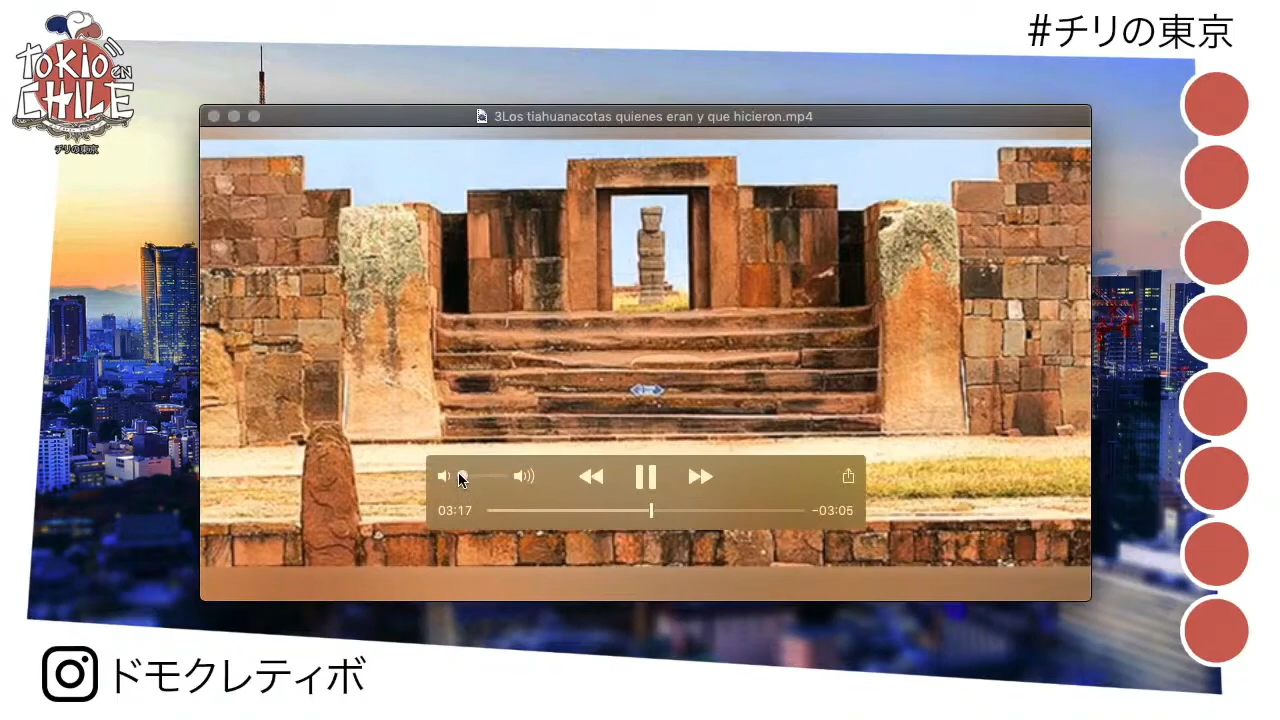 #チリの東京
TOKIO
EN
CHILE
チリの東京
3Los tiahuanacotas quienes eran y que hicieron.mp4
03:17
−03:05
ドモクレティボ